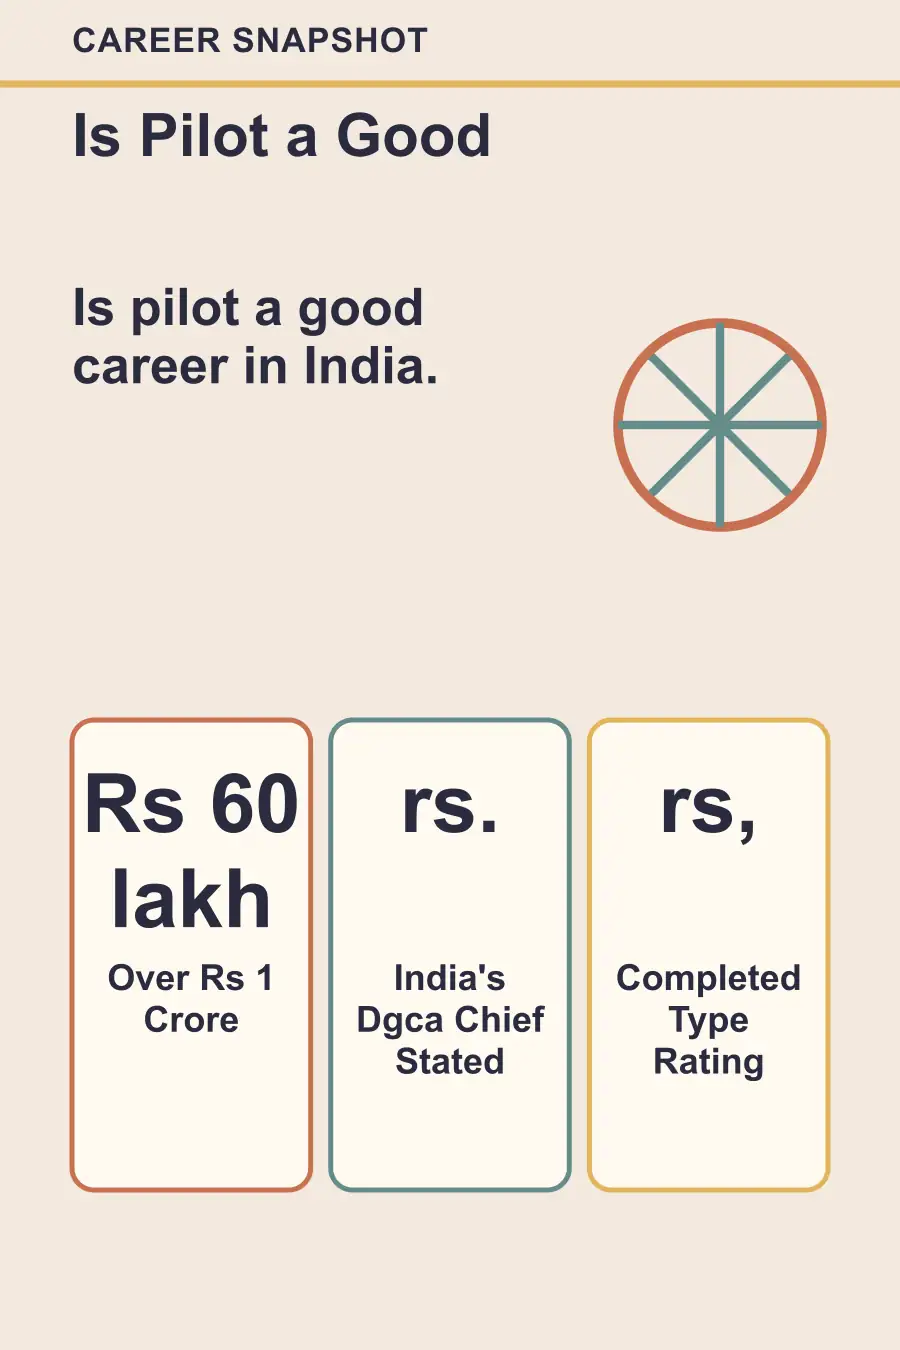 CAREER SNAPSHOT
Is Pilot a Good
Is pilot a good
career in India.
Rs 60
lakh
Over Rs 1
Crore
rs.
India's
Dgca Chief
Stated
rs,
Completed
Type
Rating